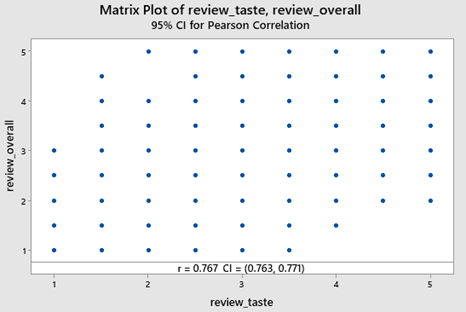 Matrix Plot of review_taste, review_overall
95% CI for Pearson Correlation
5
4
3
2
1
review_overall
r = 0.767 CI = (0.763, 0.771)
1 2 3 4 5
review_taste